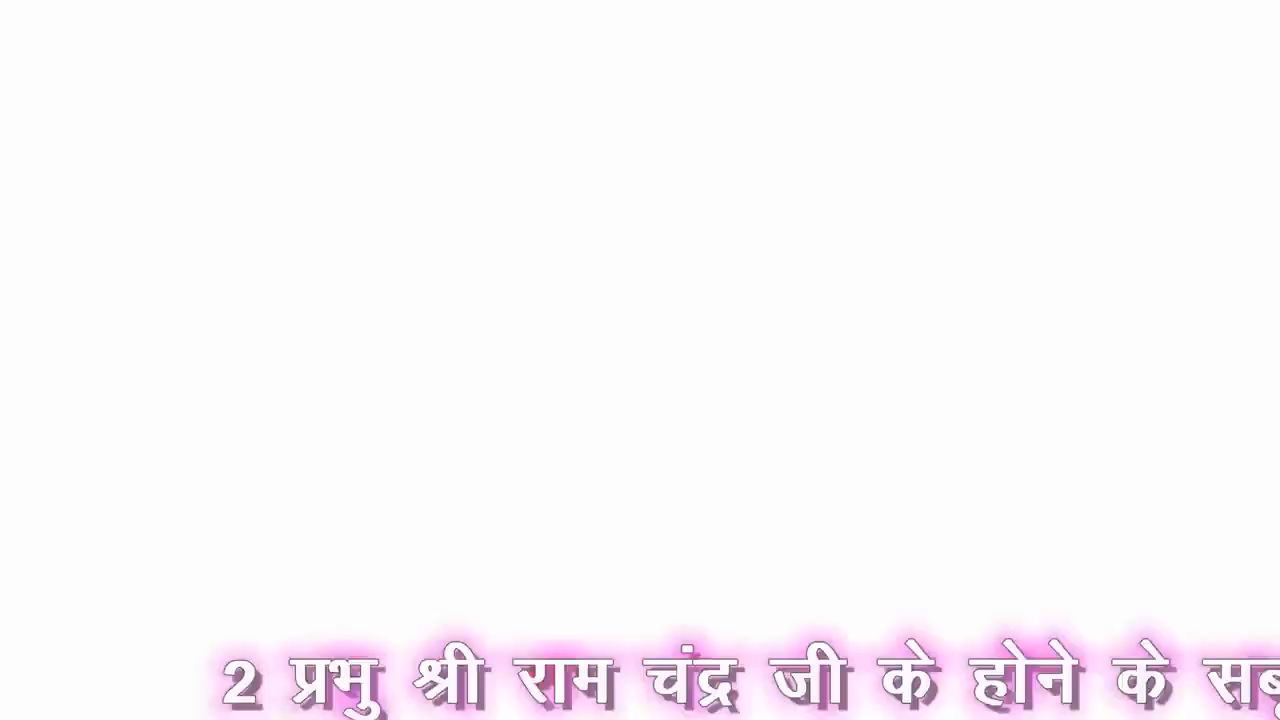 2 प्रभु श्री राम चंद्र जी के होने के